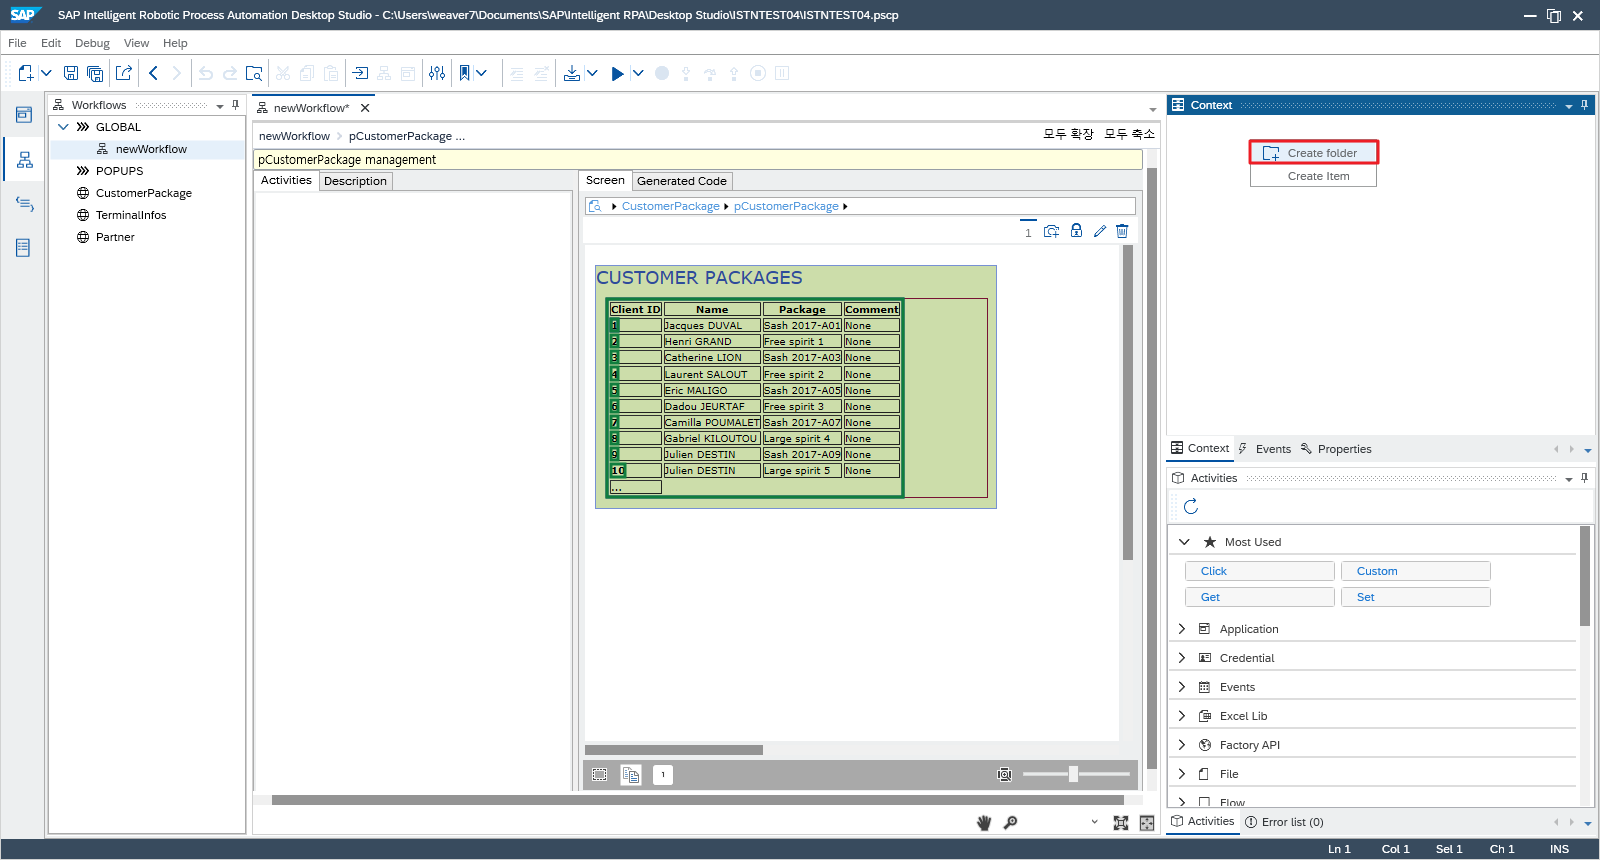 SAP SAP Intelligent Robotic Process Automation Desktop Studio - C:\Users\weaver7\Documents\SAP\Intelligent RPA\Desktop Studio\ISTNTEST04\ISTNTEST04.pscp
File Edit Debug View Help
Workflows
GLOBAL
newWorkflow
POPUPS
CustomerPackage
TerminalInfos
Partner
newWorkflow*
newWorkflow > pCustomerPackage ...
모두 확장 모두 축소
pCustomerPackage management
Activities Description
Screen Generated Code
CustomerPackage pCustomerPackage
1
CUSTOMER PACKAGES
Client ID Name Package Comment
1 Jacques DUVAL Sash 2017-A01 None
2 Henri GRAND Free spirit 1 None
3 Catherine LION Sash 2017-A03 None
4 Laurent SALOUT Free spirit 2 None
5 Eric MALIGO Sash 2017-A05 None
6 Dadou JEURTAF Free spirit 3 None
7 Camilla POUMALET Sash 2017-A07 None
8 Gabriel KILOUTOU Large spirit 4 None
9 Julien DESTIN Sash 2017-A09 None
10 Julien DESTIN Large spirit 5 None
...
1
Context
Create folder
Create Item
Context Events Properties
Activities
Most Used
Click Custom
Get Set
Application
Credential
Events
Excel Lib
Factory API
File
Flow
Activities Error list (0)
Ln 1 Col 1 Sel 1 Ch 1 INS